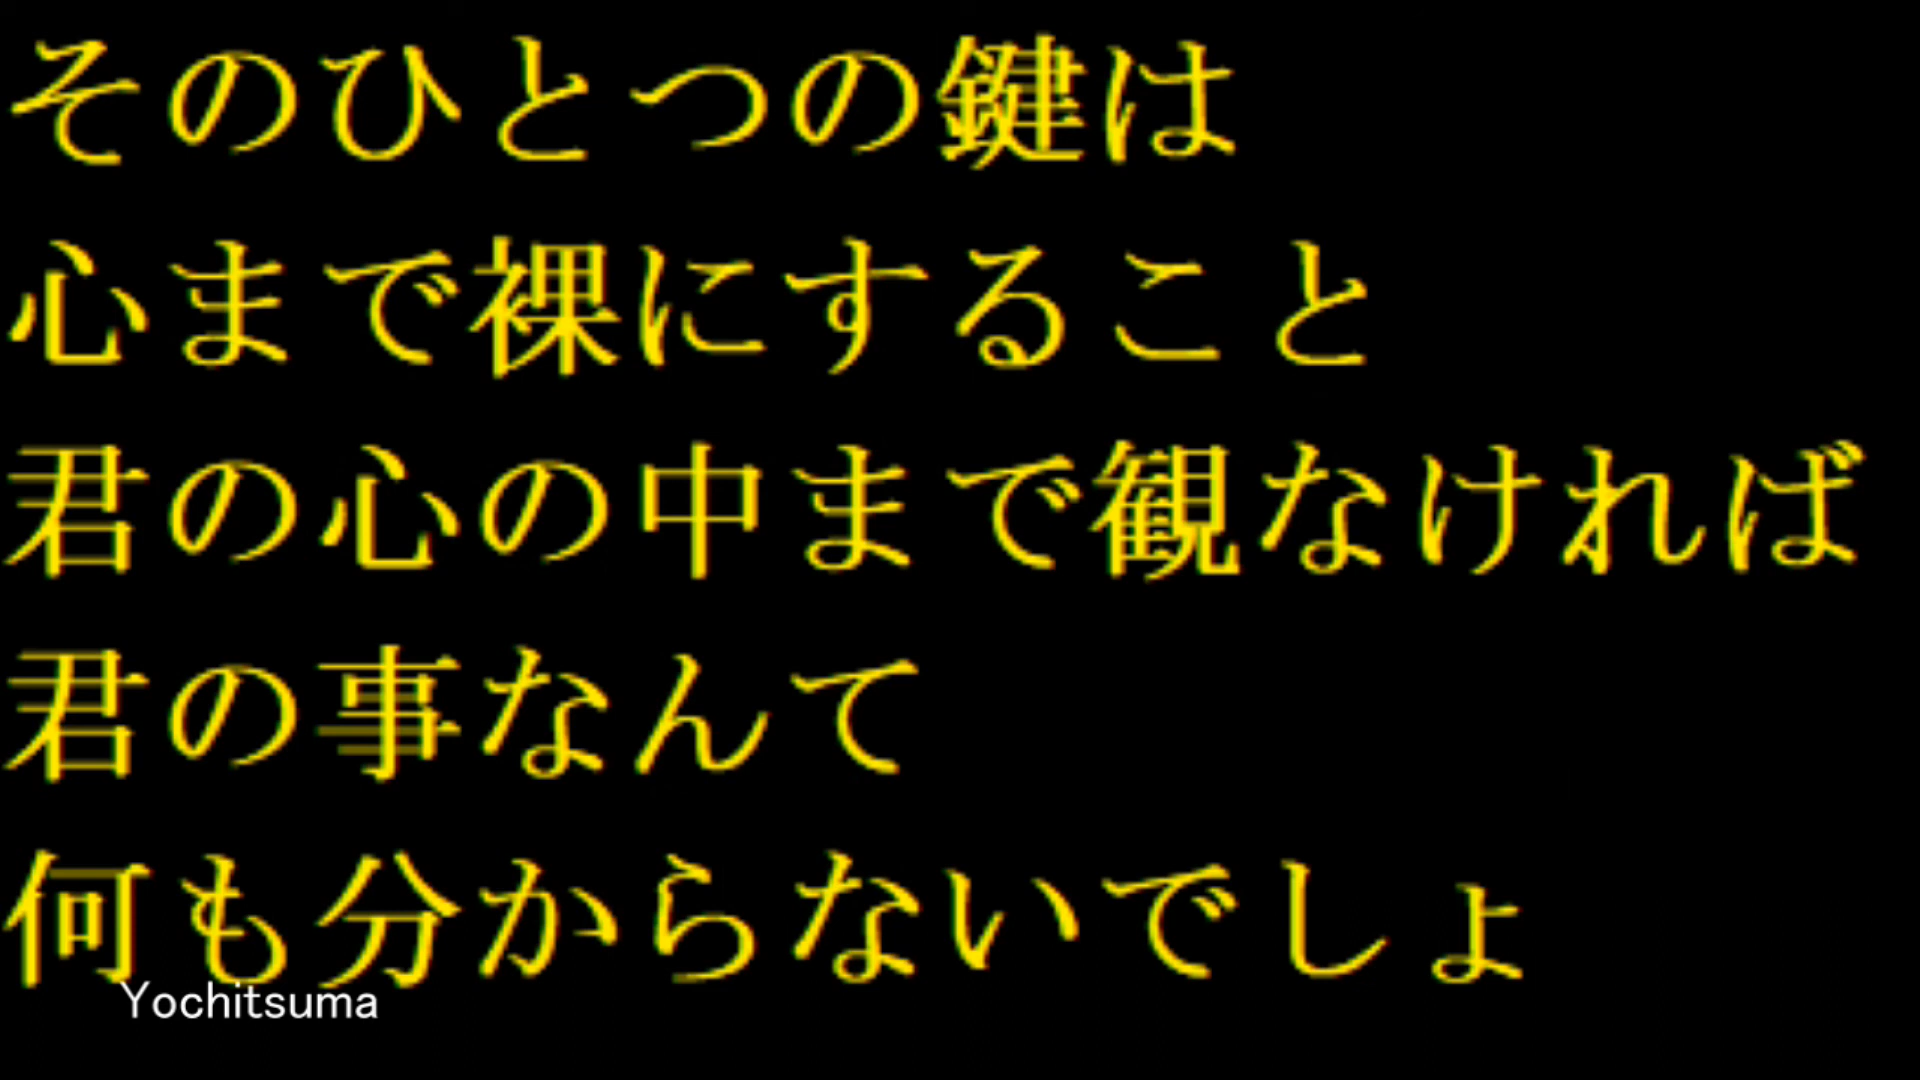 そのひとつの鍵は
心まで裸にすること
君の心の中まで観なければ
君の事なんて
何も分からないでしょ
Yochitsuma